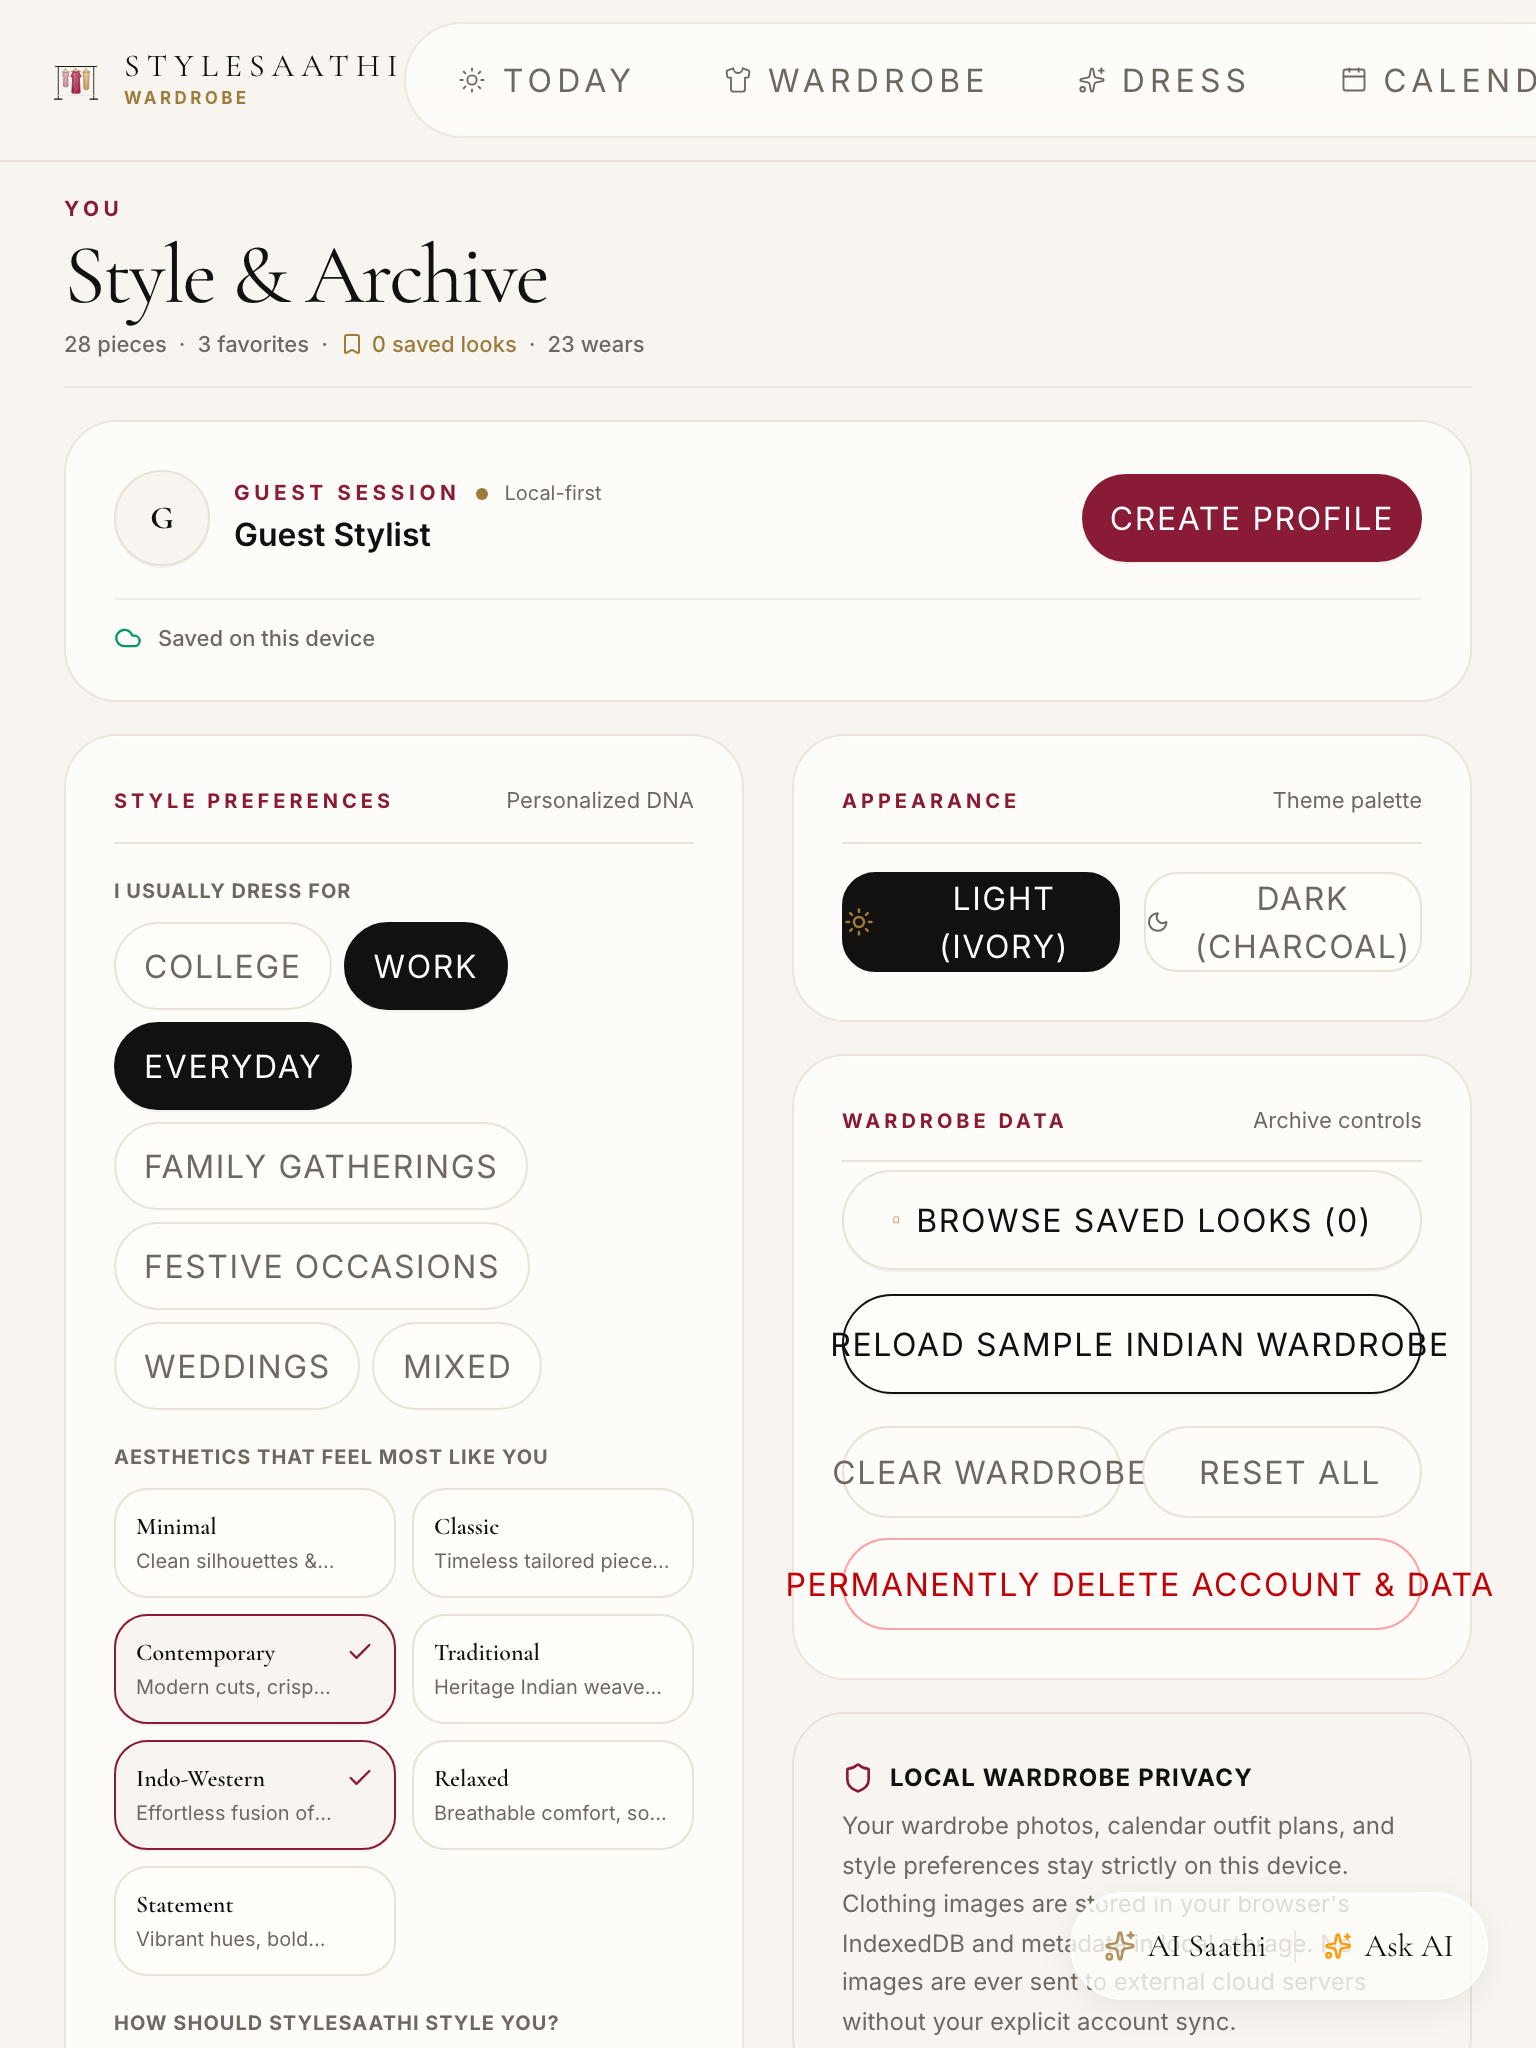 STYLESAATHI
WARDROBE
TODAY
WARDROBE
DRESS
CALEND
YOU
Style & Archive
28 pieces · 3 favorites · 0 saved looks · 23 wears
G
GUEST SESSION • Local-first
Guest Stylist
CREATE PROFILE
Saved on this device
STYLE PREFERENCES
Personalized DNA
I USUALLY DRESS FOR
COLLEGE
WORK
EVERYDAY
FAMILY GATHERINGS
FESTIVE OCCASIONS
WEDDINGS
MIXED
AESTHETICS THAT FEEL MOST LIKE YOU
Minimal
Clean silhouettes &...
Classic
Timeless tailored piece...
Contemporary
Modern cuts, crisp...
Traditional
Heritage Indian weave...
Indo-Western
Effortless fusion of...
Relaxed
Breathable comfort, so...
Statement
Vibrant hues, bold...
HOW SHOULD STYLESAATHI STYLE YOU?
APPEARANCE
Theme palette
LIGHT
(IVORY)
DARK
(CHARCOAL)
WARDROBE DATA
Archive controls
BROWSE SAVED LOOKS (0)
RELOAD SAMPLE INDIAN WARDROBE
CLEAR WARDROBE
RESET ALL
PERMANENTLY DELETE ACCOUNT & DATA
LOCAL WARDROBE PRIVACY
Your wardrobe photos, calendar outfit plans, and
style preferences stay strictly on this device.
Clothing images are stored in your browser's
IndexedDB and metadata in local storage. No
images are ever sent to external cloud servers
without your explicit account sync.
AI Saathi
Ask AI